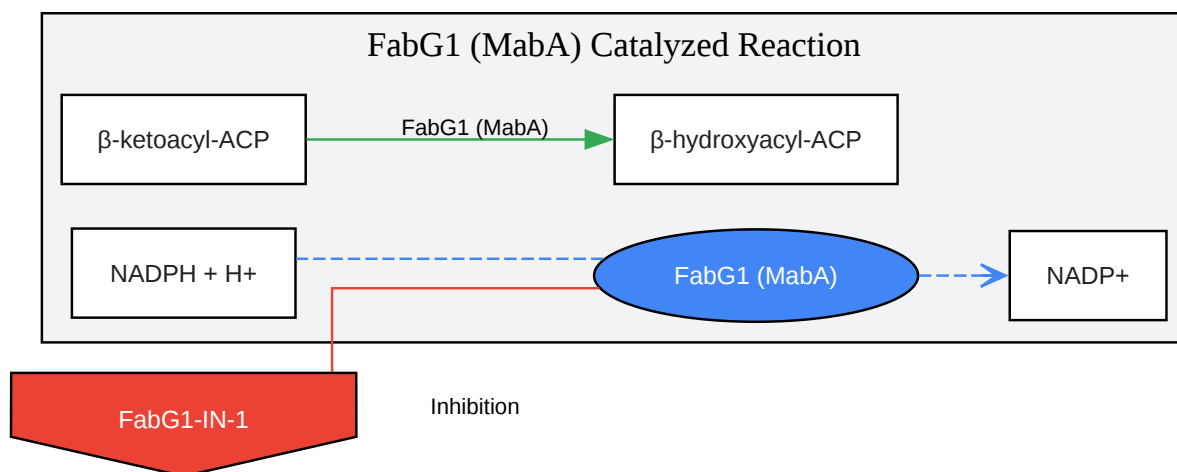 FabG1 (MabA) Catalyzed Reaction
β-ketoacyl-ACP
FabG1 (MabA)
β-hydroxyacyl-ACP
NADPH + H+
FabG1 (MabA)
NADP+
FabG1-IN-1
Inhibition